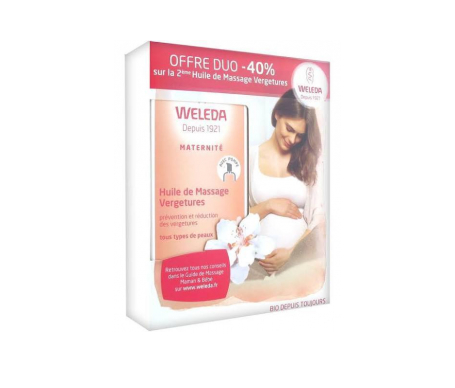 OFFRE DUO -40%
sur la 2ème Huile de Massage Vergetures
WELEDA
Depuis 1921
WELEDA
Depuis 1921
MATERNITÉ
Huile de Massage
Vergetures
prévention et réduction
des vergetures
tous types de peaux
Retrouvez tous nos conseils
dans le Guide de Massage
Maman & Bébé
sur www.weleda.fr
BIO DEPUIS TOUJOURS